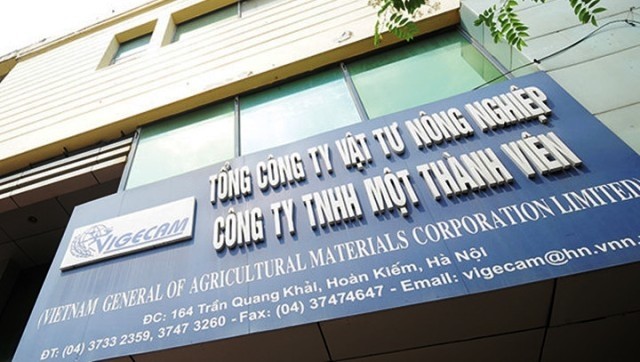 VIGECAM
TỔNG CÔNG TY VẬT TƯ NÔNG NGHIỆP
CÔNG TY TNHH MỘT THÀNH VIÊN
(VIETNAM GENERAL OF AGRICULTURAL MATERIALS CORPORATION LIMITED
ĐC: 164 Trần Quang Khải, Hoàn Kiếm, Hà Nội
ĐT: (04) 3733 2359, 3747 3260 - Fax: (04) 37474647 - Email: vigecam@hn.vnn.